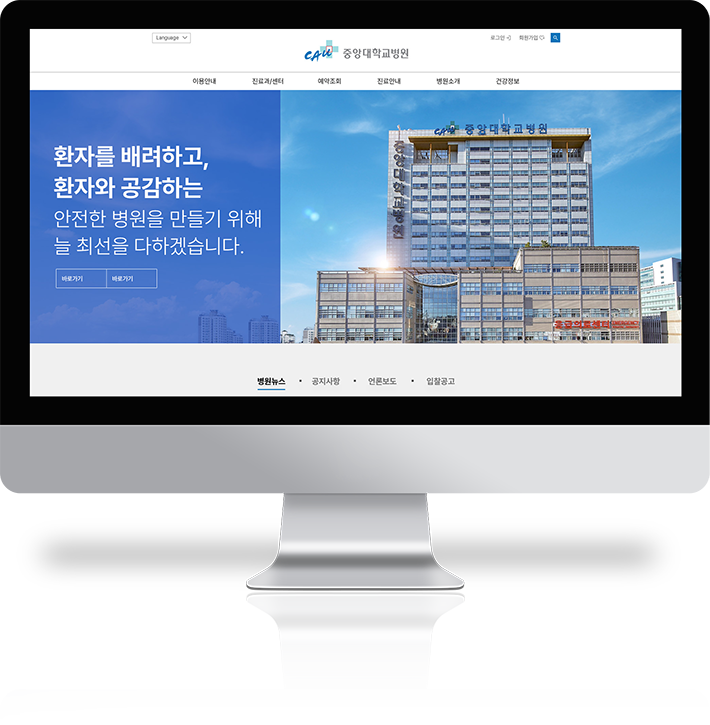 Language
로그인
회원가입
CAU 중앙대학교병원
이용안내 진료과/센터 예약조회 진료안내 병원소개 건강정보
환자를 배려하고,
환자와 공감하는
안전한 병원을 만들기 위해
늘 최선을 다하겠습니다.
바로가기 바로가기
CAU 중앙대학교병원
중앙대학교병원
응급의료센터
병원뉴스 • 공지사항 • 언론보도 • 입찰공고